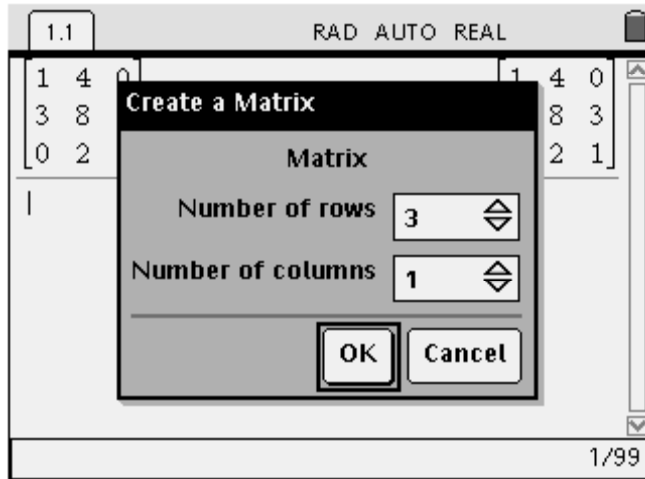 1.1 RAD AUTO REAL
1 4 0 1 4 0
3 8 8 3
0 2 2 1
Create a Matrix
Matrix
Number of rows 3
Number of columns 1
OK Cancel
1/99